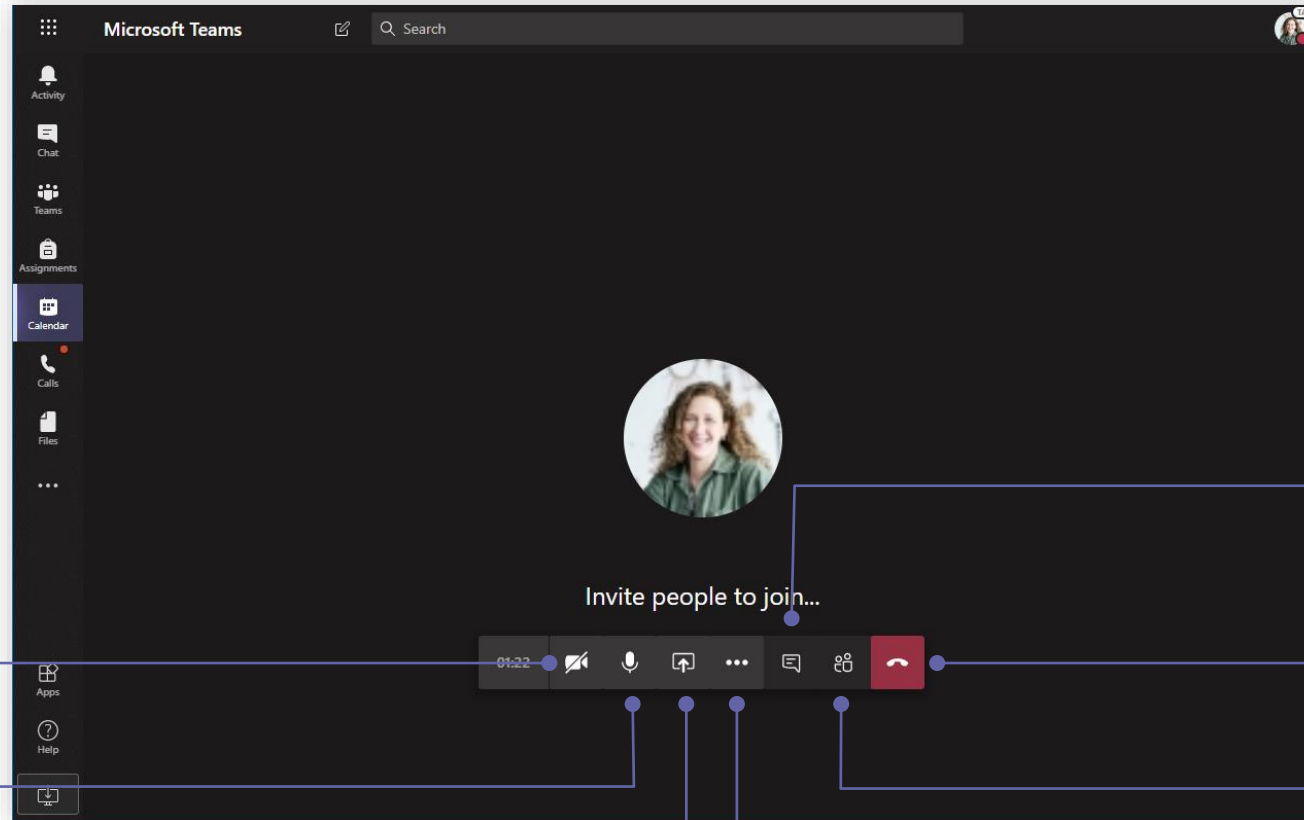 Microsoft Teams
Search
Activity
Chat
Teams
Assignments
Calendar
Calls
Files
Invite people to join...
01:22
Apps
Help